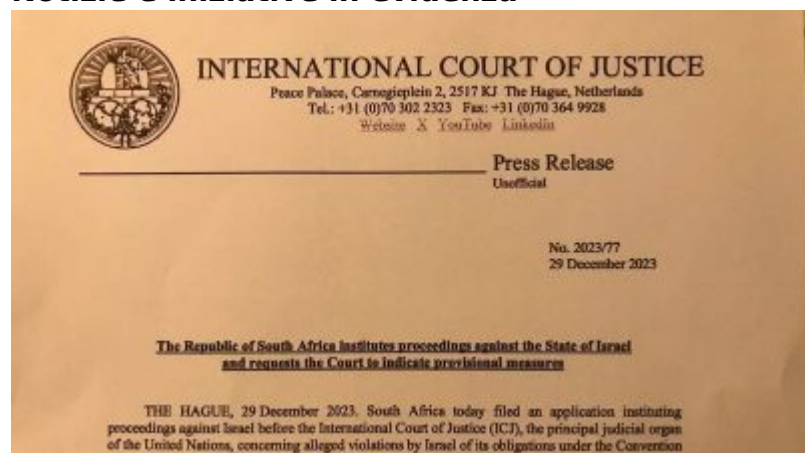 INTERNATIONAL COURT OF JUSTICE
Peace Palace, Carnegieplein 2, 2517 KJ The Hague, Netherlands
Tel.: +31 (0)70 302 2323 Fax: +31 (0)70 364 9928
Website X YouTube LinkedIn
Press Release
Unofficial
No. 2023/77
29 December 2023
The Republic of South Africa institutes proceedings against the State of Israel
and requests the Court to indicate provisional measures
THE HAGUE, 29 December 2023. South Africa today filed an application instituting
proceedings against Israel before the International Court of Justice (ICJ), the principal judicial organ
of the United Nations, concerning alleged violations by Israel of its obligations under the Convention